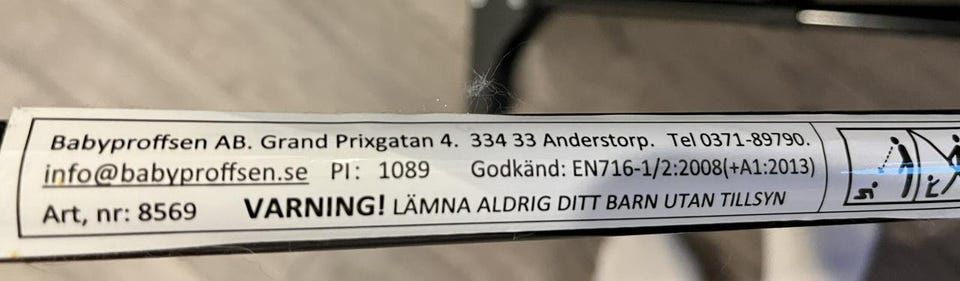 Babyproffsen AB. Grand Prixgatan 4. 334 33 Anderstorp. Tel 0371-89790.
info@babyproffsen.se PI: 1089 Godkänd: EN716-1/2:2008(+A1:2013)
Art, nr: 8569 VARNING! LÄMNA ALDRIG DITT BARN UTAN TILLSYN